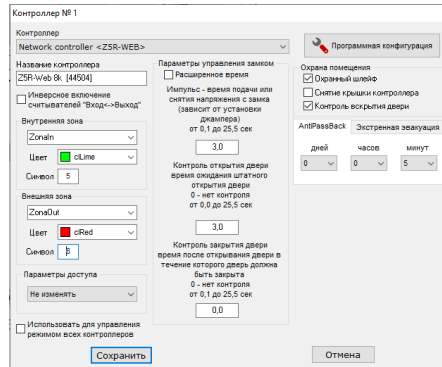 Контроллер № 1
Контроллер
Network controller <Z5R-WEB>
Программная конфигурация
Название контроллера
Z5R-Web 8k [44504]
Инверсное включение
считывателей "Вход<->Выход"
Внутренняя зона
ZonaIn
Цвет clLime
Символ 5
Внешняя зона
ZonaOut
Цвет clRed
Символ 6
Параметры доступа
Не изменять
Использовать для управления
режимом всех контроллеров
Параметры управления замком
Расширенное время
Импульс - время подачи или
снятия напряжения с замка
(зависит от установки
джампера)
от 0,1 до 25,5 сек
3,0
Контроль открытия двери
время ожидания штатного
открытия двери
0 - нет контроля
от 0,0 до 25,5 сек
3,0
Контроль закрытия двери
время после открывания двери в
течение которого дверь должна
быть закрыта
0 - нет контроля
от 0,1 до 25,5 сек
0,0
Охрана помещения
Охранный шлейф
Снятие крышки контроллера
Контроль вскрытия двери
AntiPassBack Экстренная эвакуация
дней часов минут
0 0 5
Сохранить
Отмена